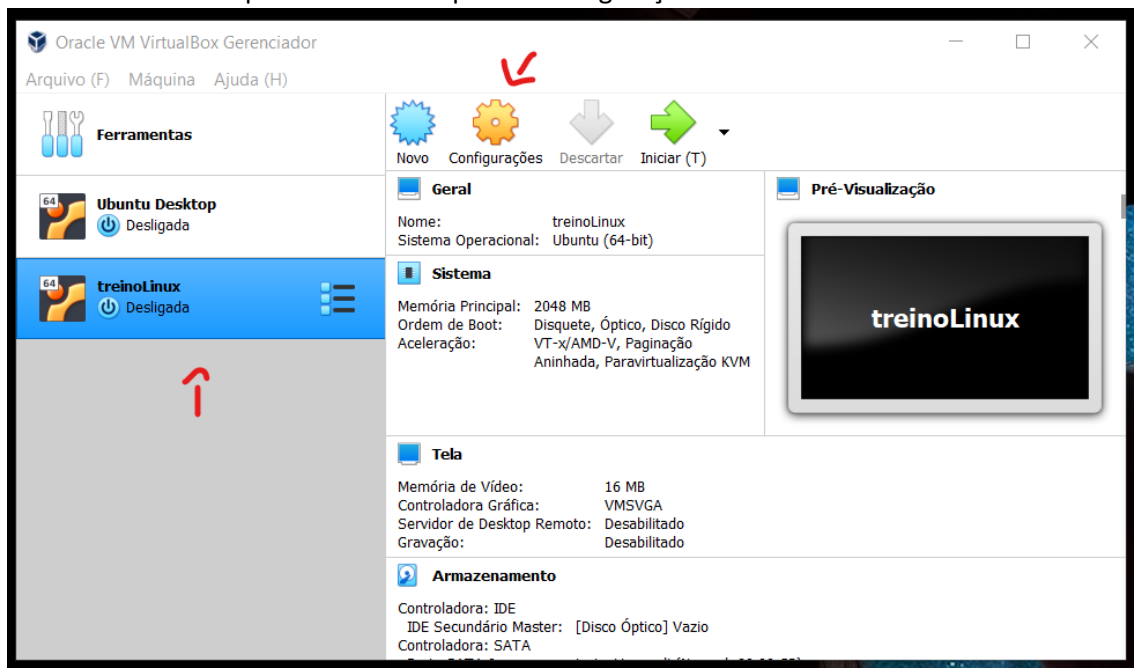 Oracle VM VirtualBox Gerenciador
Arquivo (F) Máquina Ajuda (H)
Ferramentas
64
Ubuntu Desktop
Desligada
64
treinoLinux
Desligada
Novo Configurações Descartar Iniciar (T)
Geral
Nome: treinoLinux
Sistema Operacional: Ubuntu (64-bit)
Sistema
Memória Principal: 2048 MB
Ordem de Boot: Disquete, Óptico, Disco Rígido
Aceleração: VT-x/AMD-V, Paginação
Aninhada, Paravirtualização KVM
Pré-Visualização
treinoLinux
Tela
Memória de Vídeo: 16 MB
Controladora Gráfica: VMSVGA
Servidor de Desktop Remoto: Desabilitado
Gravação: Desabilitado
Armazenamento
Controladora: IDE
IDE Secundário Master: [Disco Óptico] Vazio
Controladora: SATA